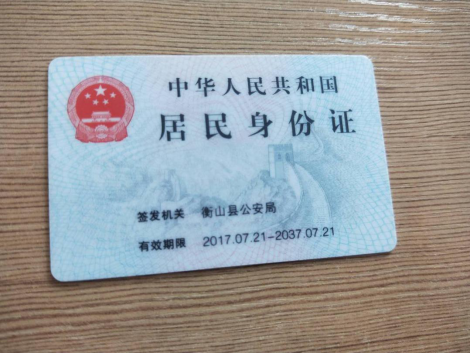 中华人民共和国
居民身份证
签发机关 衡山县公安局
有效期限 2017.07.21-2037.07.21